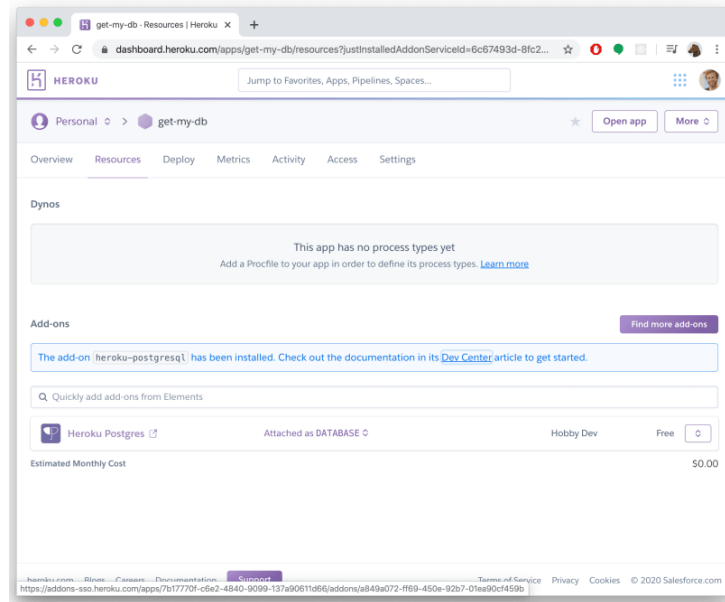 get-my-db · Resources | Heroku
dashboard.heroku.com/apps/get-my-db/resources?justInstalledAddonServiceId=6c67493d-8fc2...
HEROKU
Jump to Favorites, Apps, Pipelines, Spaces...
Personal > get-my-db
Open app
More
Overview Resources Deploy Metrics Activity Access Settings
Dynos
This app has no process types yet
Add a Procfile to your app in order to define its process types. Learn more
Add-ons
Find more add-ons
The add-on heroku-postgresql has been installed. Check out the documentation in its Dev Center article to get started.
Quickly add add-ons from Elements
Heroku Postgres Attached as DATABASE Hobby Dev Free
Estimated Monthly Cost $0.00
heroku.com Blogs Careers Documentation Support Terms of Service Privacy Cookies © 2020 Salesforce.com
https://addons-sso.heroku.com/apps/7b17770f-c6e2-4840-9099-137a90611d66/addons/a849a072-ff69-450e-92b7-01ea90cf459b